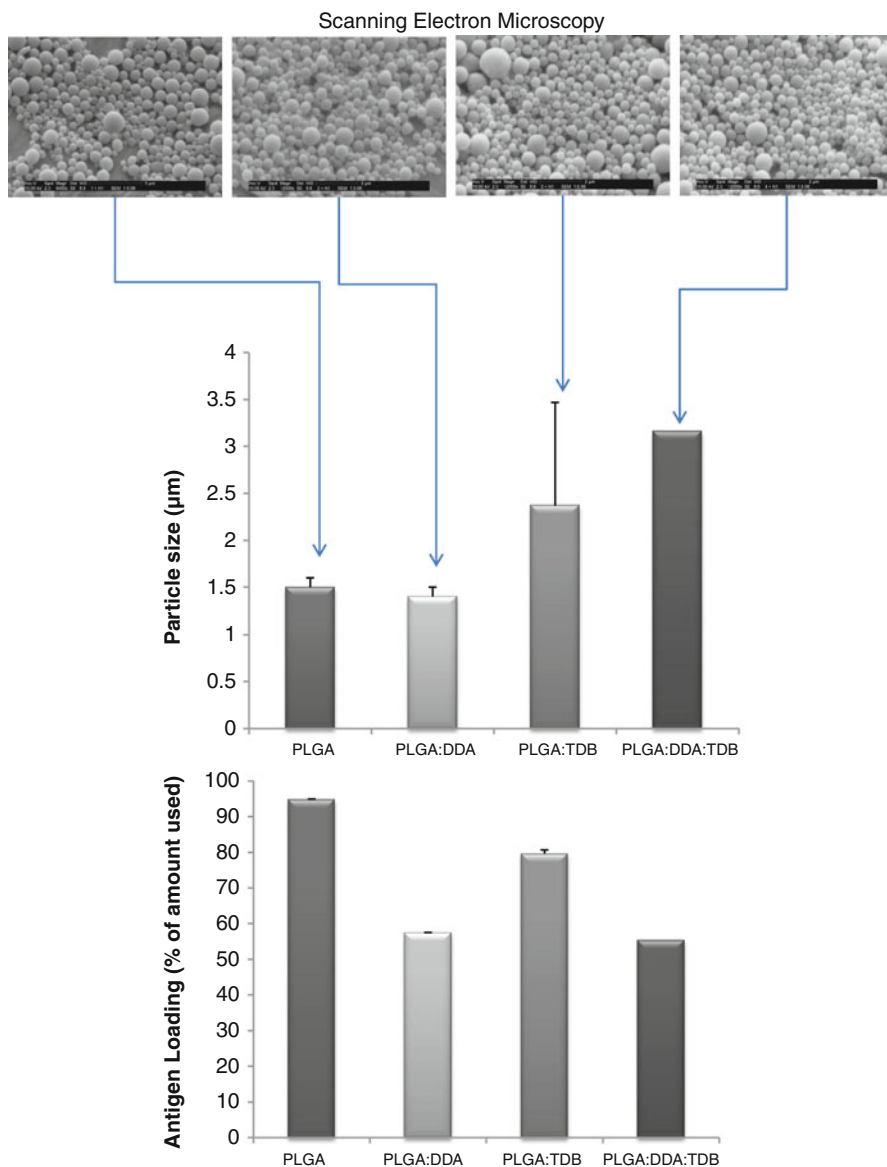 Scanning Electron Microscopy
4
3.5
3
2.5
2
1.5
1
0.5
0
Particle size (µm)
PLGA
PLGA:DDA
PLGA:TDB
PLGA:DDA:TDB
100
90
80
70
60
50
40
30
20
10
0
Antigen Loading (% of amount used)
PLGA
PLGA:DDA
PLGA:TDB
PLGA:DDA:TDB